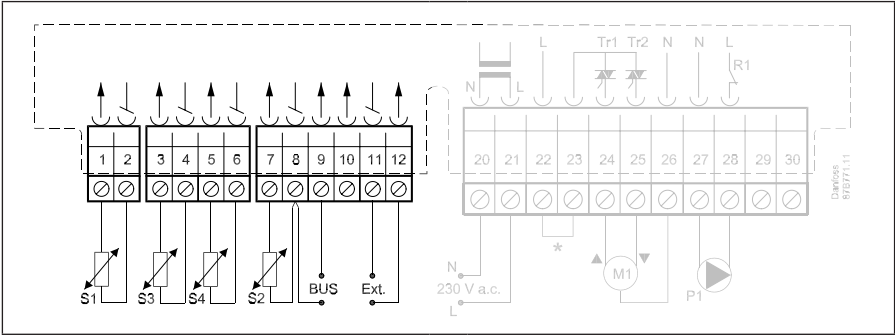 L Tr1 Tr2 N N L
R1
N L
1 2 3 4 5 6 7 8 9 10 11 12 20 21 22 23 24 25 26 27 28 29 30
Danfoss
87B771.11
*
N
M1
S1 S3 S4 S2 BUS Ext. 230 V a.c. P1
L